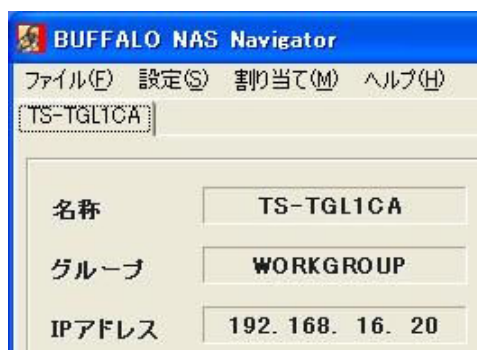 BUFFALO NAS Navigator
ファイル(F) 設定(S) 割り当て(M) ヘルプ(H)
TS-TGL1CA
名称 TS-TGL1CA
グループ WORKGROUP
IPアドレス 192. 168. 16. 20